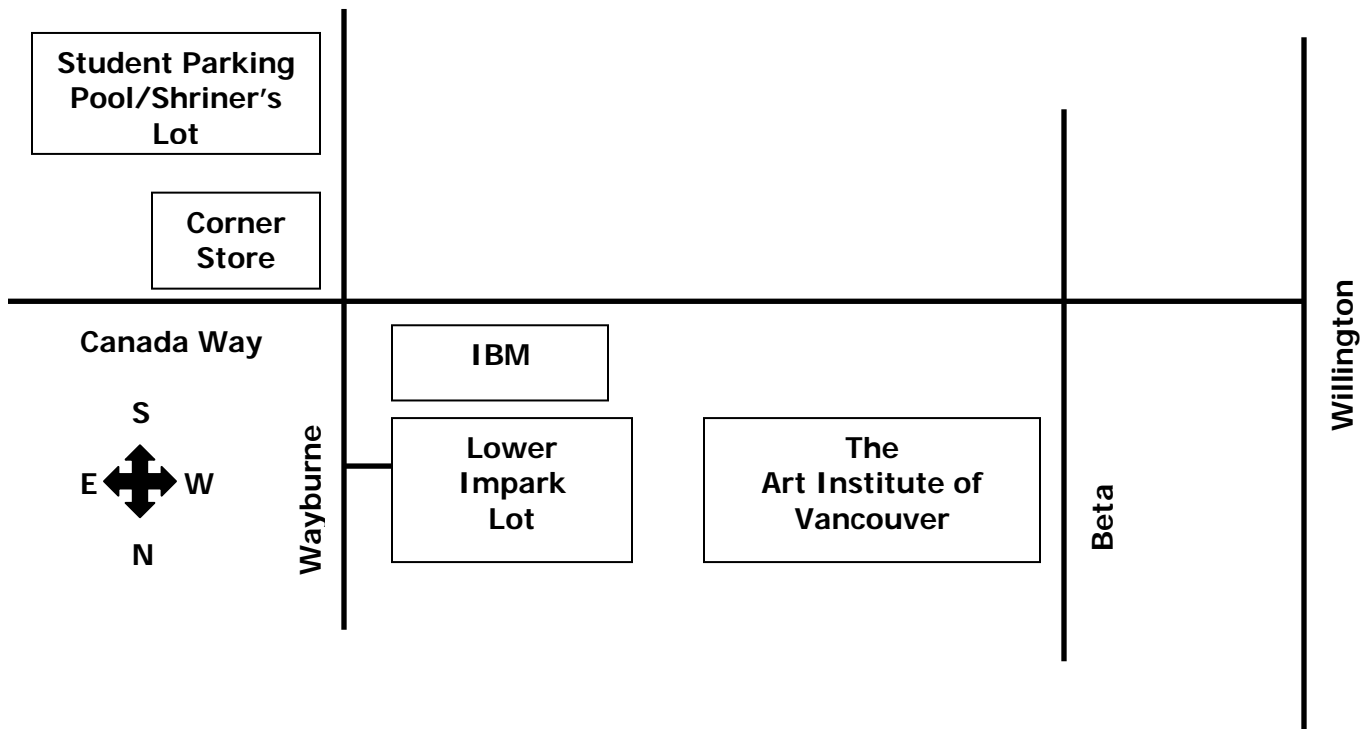 Student Parking
Pool/Shriner's
Lot
Corner
Store
Canada Way
IBM
S
E
W
N
Wayburne
Lower
Impark
Lot
The
Art Institute of
Vancouver
Beta
Willington